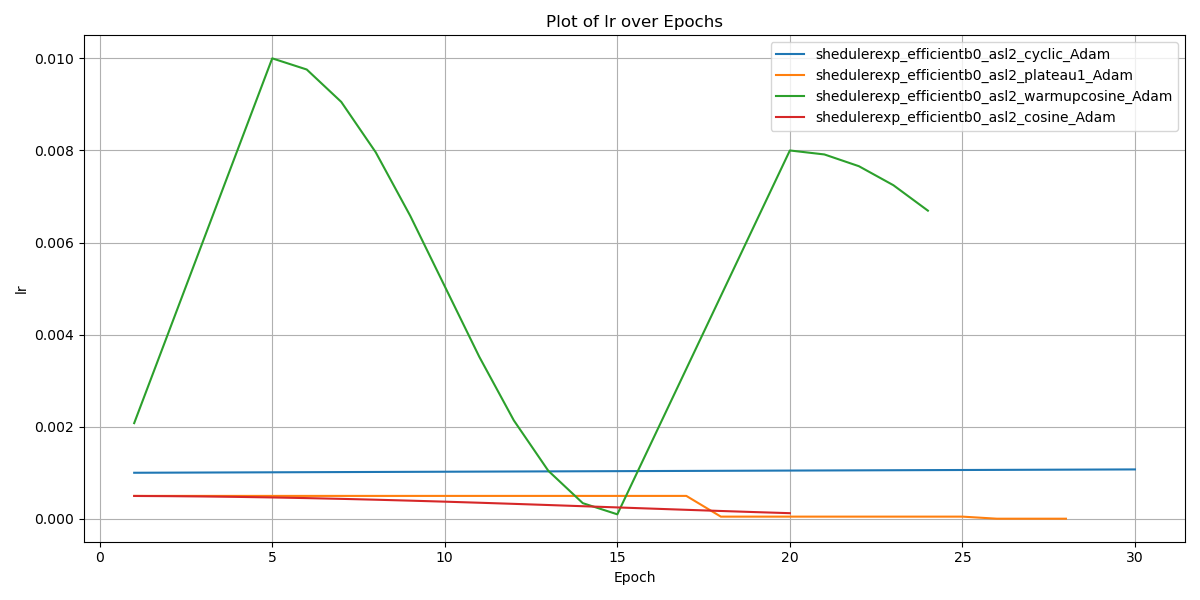 Plot of lr over Epochs
shedulerexp_efficientb0_asl2_cyclic_Adam
shedulerexp_efficientb0_asl2_plateau1_Adam
shedulerexp_efficientb0_asl2_warmupcosine_Adam
shedulerexp_efficientb0_asl2_cosine_Adam
lr
0.010
0.008
0.006
0.004
0.002
0.000
0 5 10 15 20 25 30
Epoch